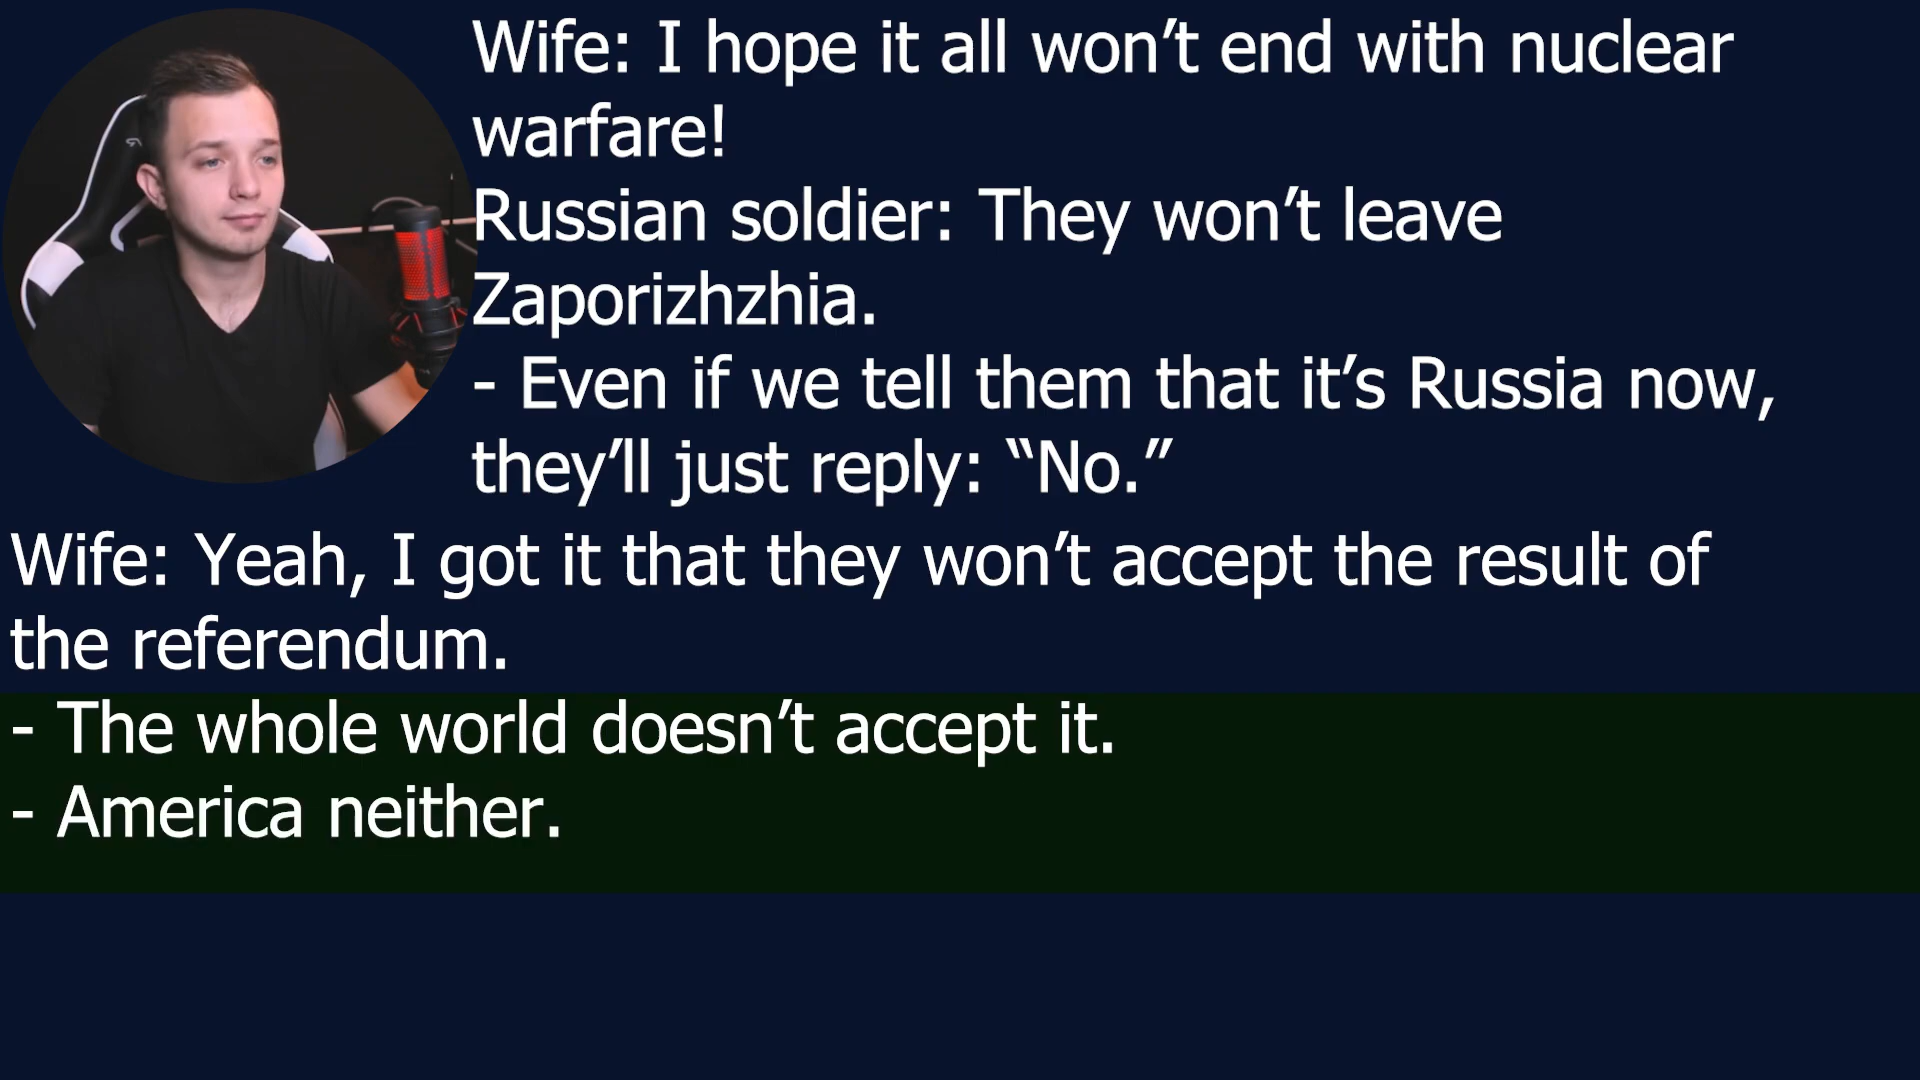 Wife: I hope it all won’t end with nuclear
warfare!
Russian soldier: They won’t leave
Zaporizhzhia.
- Even if we tell them that it’s Russia now,
they’ll just reply: “No.”
Wife: Yeah, I got it that they won’t accept the result of
the referendum.
- The whole world doesn’t accept it.
- America neither.